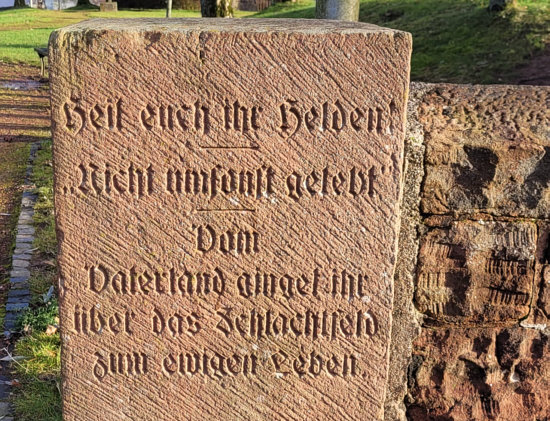 Heil euch ihr Helden!
„Nicht umsonst gelebt"
Vom
Vaterland ginget ihr
über das Schlachtfeld
zum ewigen Leben.